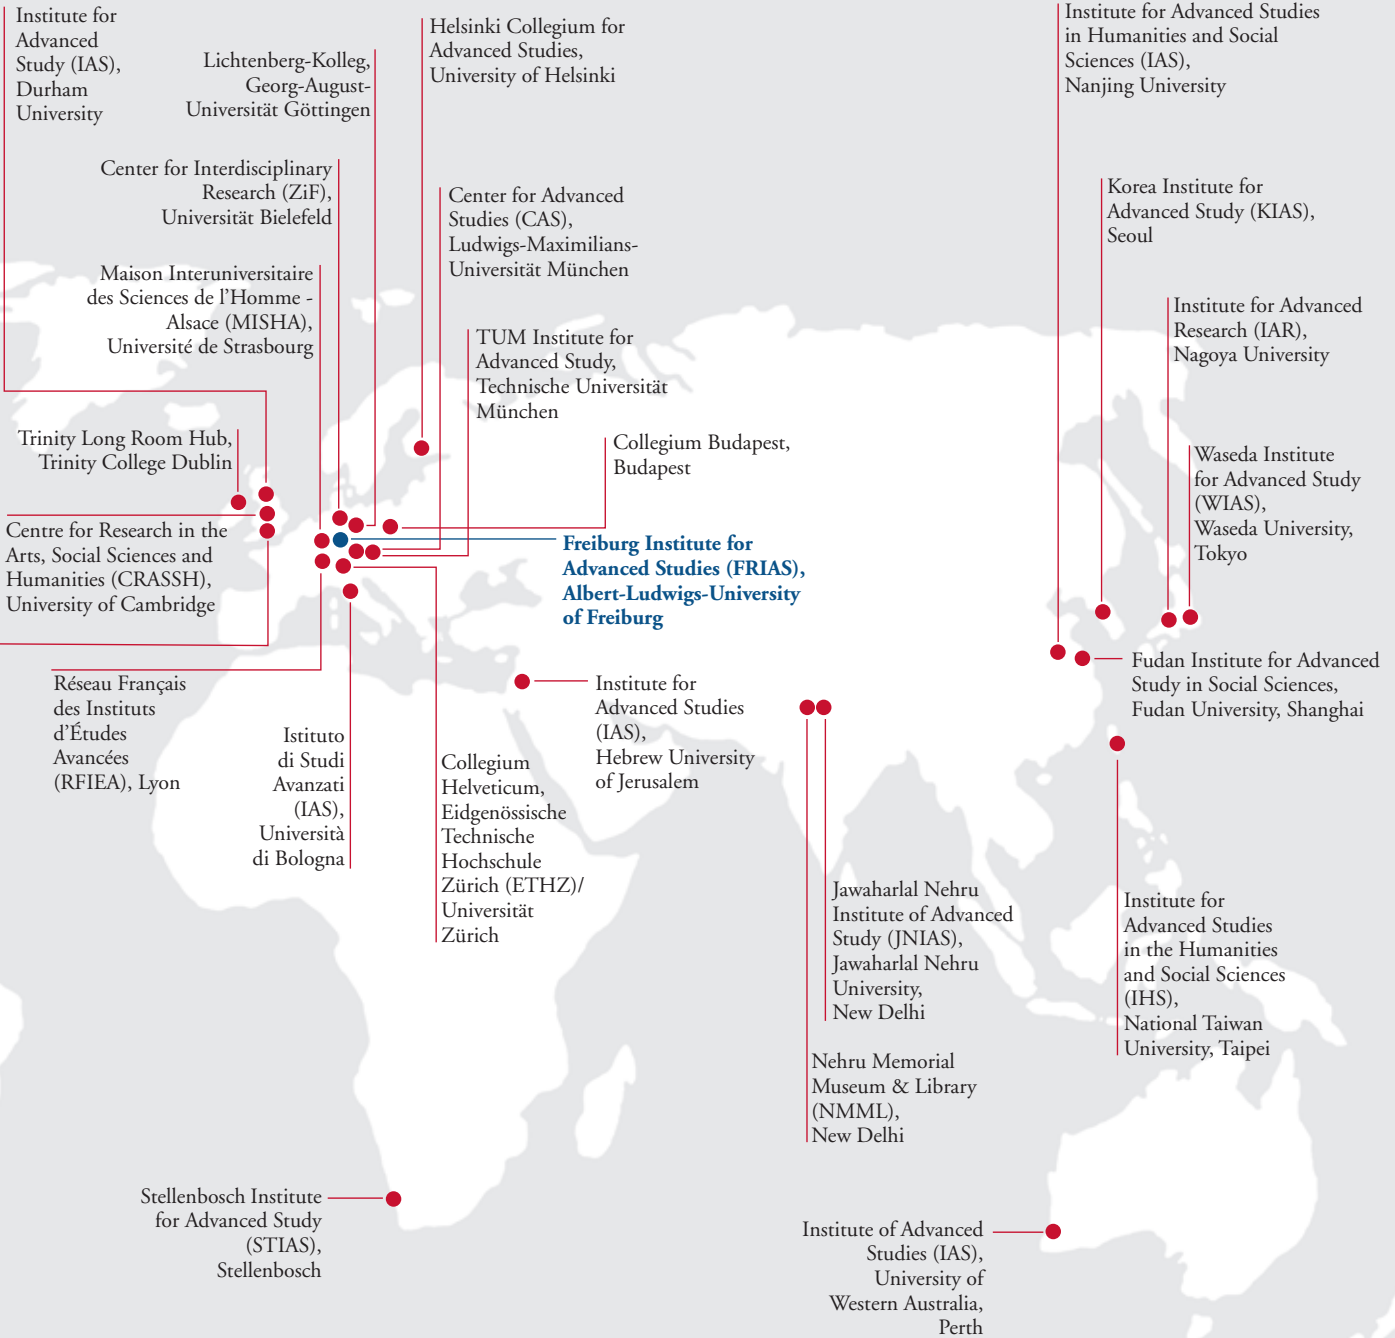 Institute for
Advanced
Study (IAS),
Durham
University
Lichtenberg-Kolleg,
Georg-August-
Universität Göttingen
Helsinki Collegium for
Advanced Studies,
University of Helsinki
Institute for Advanced Studies
in Humanities and Social
Sciences (IAS),
Nanjing University
Center for Interdisciplinary
Research (ZiF),
Universität Bielefeld
Center for Advanced
Studies (CAS),
Ludwigs-Maximilians-
Universität München
Korea Institute for
Advanced Study (KIAS),
Seoul
Maison Interuniversitaire
des Sciences de l'Homme -
Alsace (MISHA),
Université de Strasbourg
TUM Institute for
Advanced Study,
Technische Universität
München
Institute for Advanced
Research (IAR),
Nagoya University
Trinity Long Room Hub,
Trinity College Dublin
Collegium Budapest,
Budapest
Waseda Institute
for Advanced Study
(WIAS),
Waseda University,
Tokyo
Centre for Research in the
Arts, Social Sciences and
Humanities (CRASSH),
University of Cambridge
Freiburg Institute for
Advanced Studies (FRIAS),
Albert-Ludwigs-University
of Freiburg
Réseau Français
des Instituts
d'Études
Avancées
(RFIEA), Lyon
Istituto
di Studi
Avanzati
(IAS),
Università
di Bologna
Collegium
Helveticum,
Eidgenössische
Technische
Hochschule
Zürich (ETHZ)/
Universität
Zürich
Institute for
Advanced Studies
(IAS),
Hebrew University
of Jerusalem
Fudan Institute for Advanced
Study in Social Sciences,
Fudan University, Shanghai
Jawaharlal Nehru
Institute of Advanced
Study (JNIAS),
Jawaharlal Nehru
University,
New Delhi
Institute for
Advanced Studies
in the Humanities
and Social Sciences
(IHS),
National Taiwan
University, Taipei
Nehru Memorial
Museum & Library
(NMML),
New Delhi
Stellenbosch Institute
for Advanced Study
(STIAS),
Stellenbosch
Institute of Advanced
Studies (IAS),
University of
Western Australia,
Perth